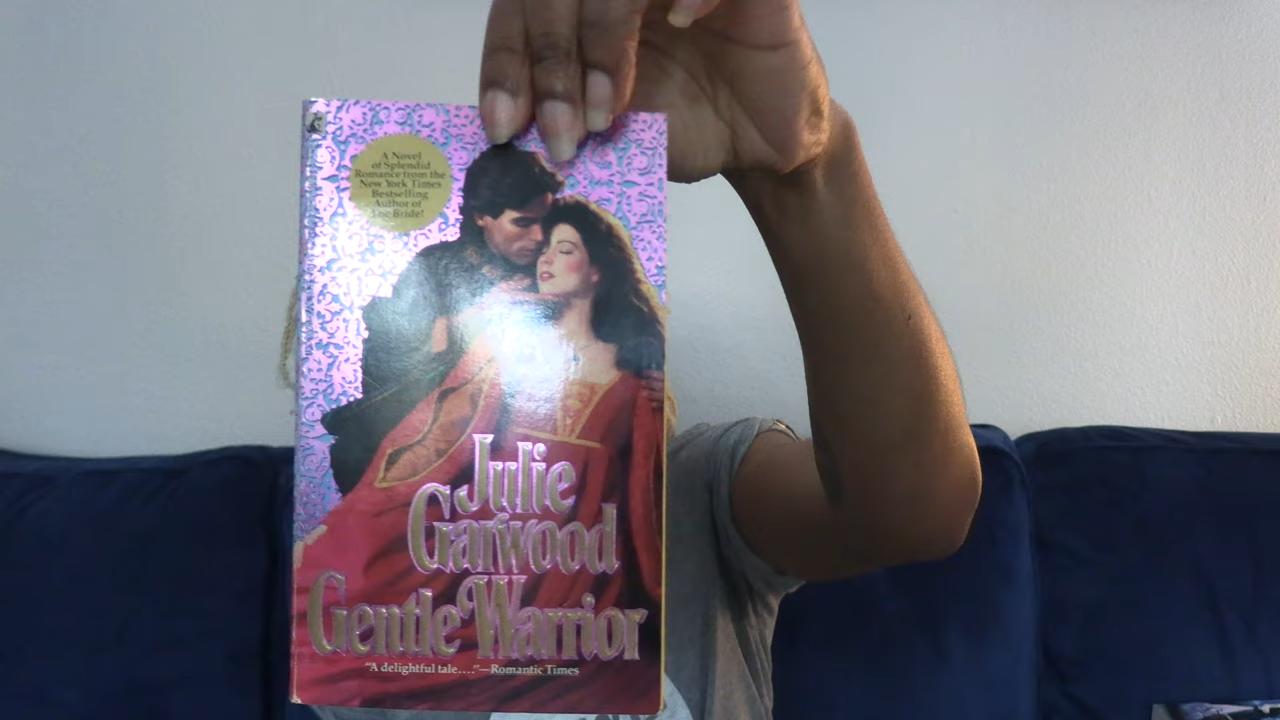 A Novel
of Splendid
Romance from the
New York Times
Bestselling
Author of
The Bride!
Julie
Garwood
Gentle Warrior
"A delightful tale...."—Romantic Times